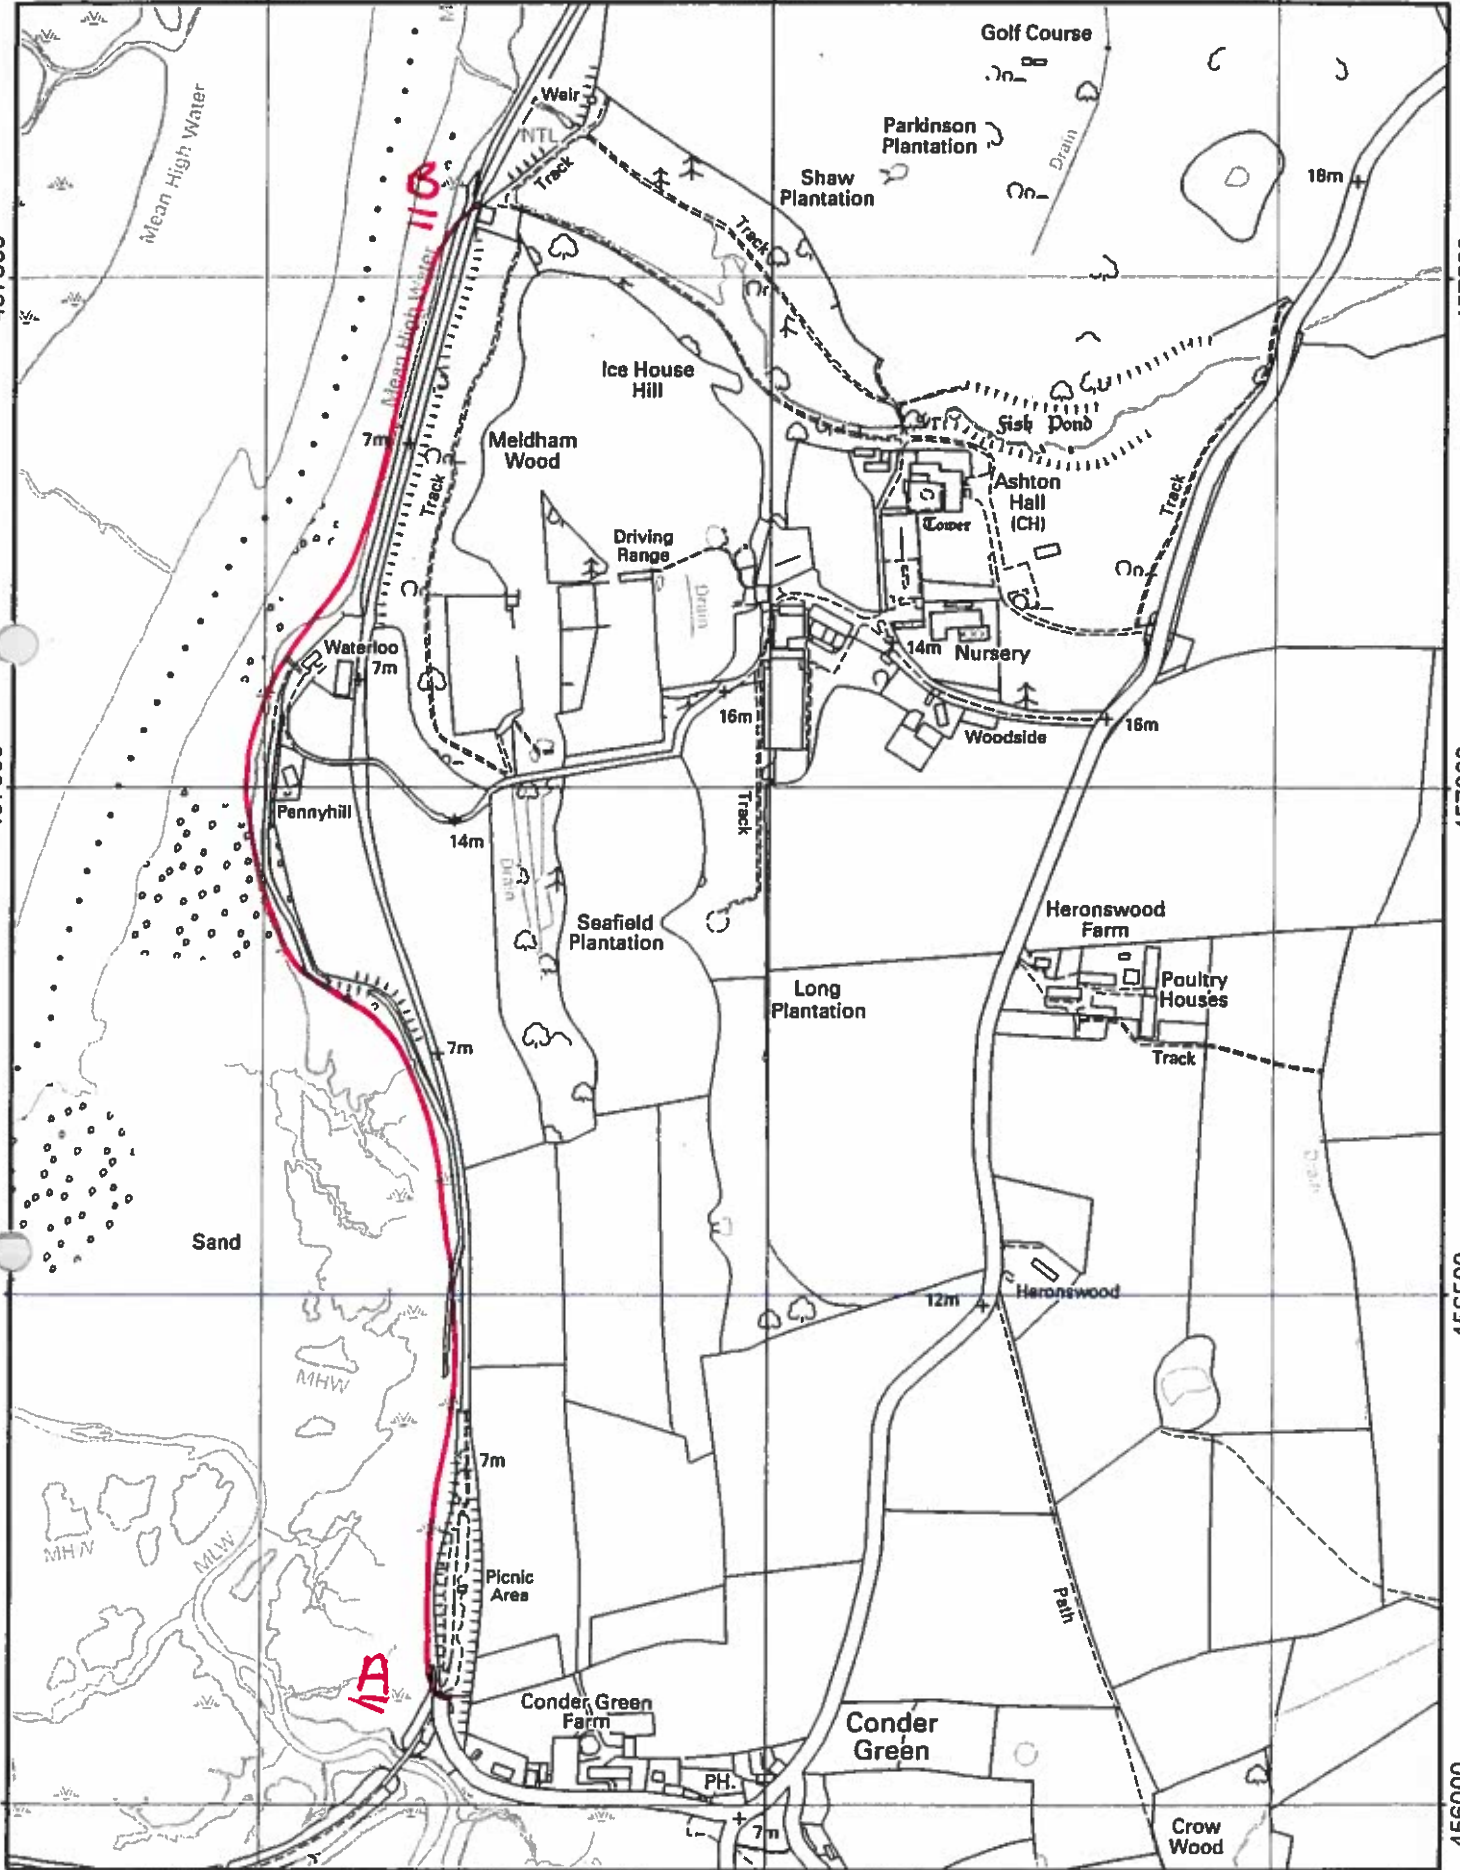 Golf Course
Weir
Mean High Water
NTL
Parkinson
Plantation
Drain
B
Track
Shaw
Plantation
18m
Track
Mean High Water
Ice House
Hill
Fish Pond
7m
Meldham
Wood
Track
Ashton
Hall
(CH)
Tower
Track
Driving
Range
Drain
Waterloo
7m
14m
Nursery
16m
Woodside
16m
Pennyhill
Track
14m
Drain
Seafield
Plantation
Heronswood
Farm
Long
Plantation
Poultry
Houses
7m
Track
Drain
Sand
12m
Heronswood
MHW
7m
MHW
MLW
Picnic
Area
Path
A
Conder Green
Farm
Conder
Green
PH.
7m
Crow
Wood
456000